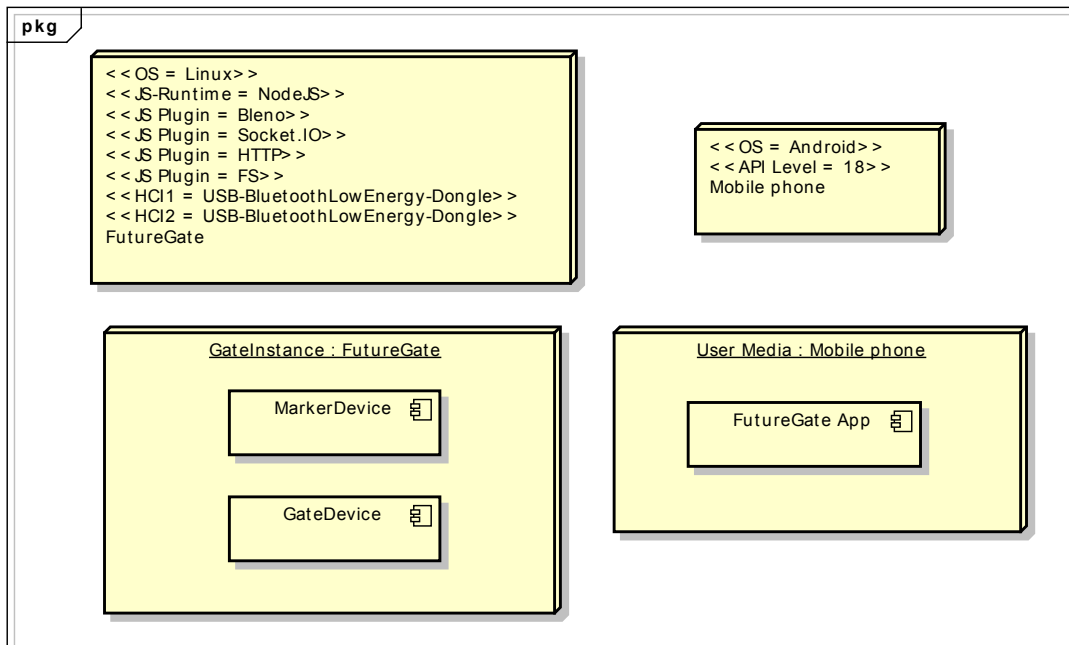 pkg
<<OS = Linux>>
<<JS-Runtime = NodeJS>>
<<JS Plugin = Bleno>>
<<JS Plugin = Socket.IO>>
<<JS Plugin = HTTP>>
<<JS Plugin = FS>>
<<HCI1 = USB-BluetoothLowEnergy-Dongle>>
<<HCI2 = USB-BluetoothLowEnergy-Dongle>>
FutureGate
<<OS = Android>>
<<API Level = 18>>
Mobile phone
GateInstance : FutureGate
MarkerDevice
GateDevice
User Media : Mobile phone
FutureGate App